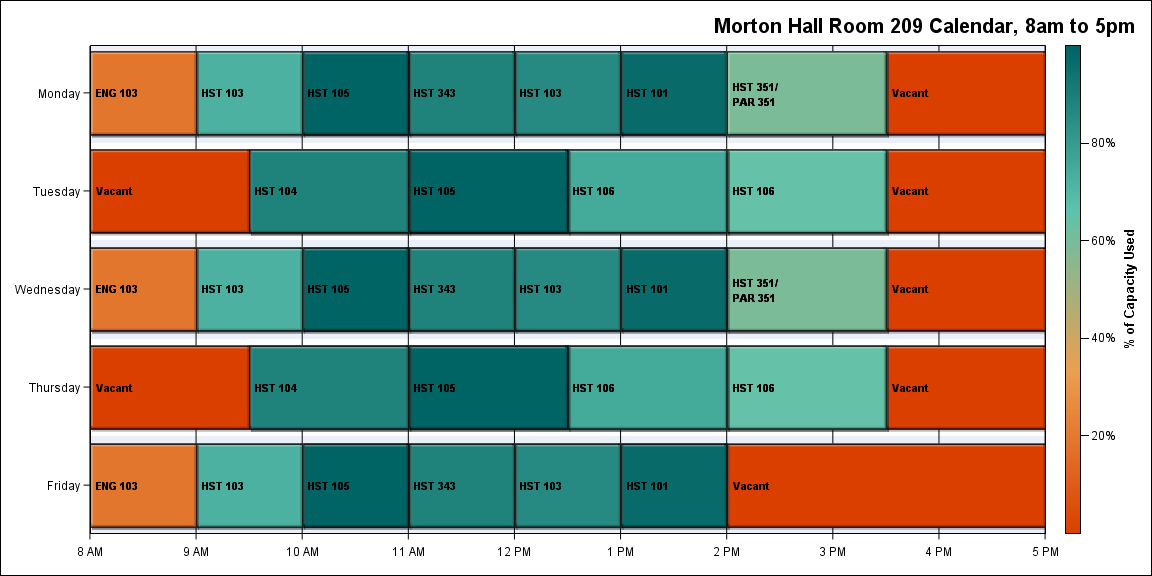 Morton Hall Room 209 Calendar, 8am to 5pm
Monday
ENG 103
HST 103
HST 105
HST 343
HST 103
HST 101
HST 351/
PAR 351
Vacant
Tuesday
Vacant
HST 104
HST 105
HST 106
HST 106
Vacant
Wednesday
ENG 103
HST 103
HST 105
HST 343
HST 103
HST 101
HST 351/
PAR 351
Vacant
Thursday
Vacant
HST 104
HST 105
HST 106
HST 106
Vacant
Friday
ENG 103
HST 103
HST 105
HST 343
HST 103
HST 101
Vacant
8 AM
9 AM
10 AM
11 AM
12 PM
1 PM
2 PM
3 PM
4 PM
5 PM
80%
60%
40%
20%
% of Capacity Used